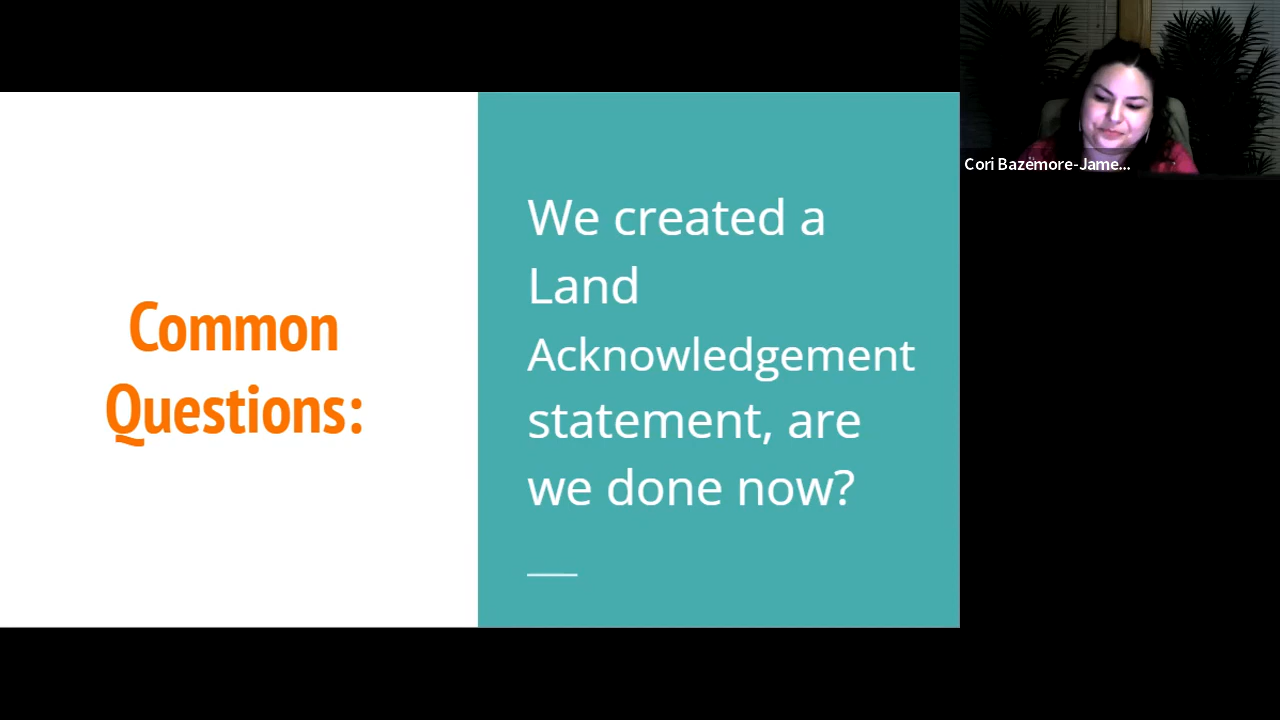 Common
Questions:
We created a
Land
Acknowledgement
statement, are
we done now?
Cori Bazemore-Jame...